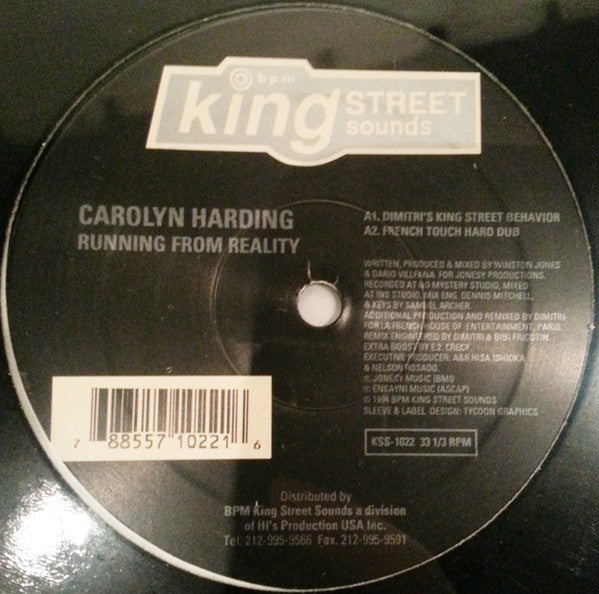 bpm
king STREET
sounds
CAROLYN HARDING
RUNNING FROM REALITY
A1. DIMITRI'S KING STREET BEHAVIOR
A2. FRENCH TOUCH HARD DUB
WRITTEN, PRODUCED & MIXED BY WINSTON JONES
& DARIO VILLFANA. FOR JONESY PRODUCTIONS.
RECORDED AT NO MYSTERY STUDIO, MIXED
AT INS STUDIO, MIX ENG. DENNIS MITCHELL,
& KEYS BY SAMUEL ARCHER.
ADDITIONAL PRODUCTION AND REMIXED BY DIMITRI
FOR LA FRENCH HOUSE OF ENTERTAINMENT, PARIS.
REMIX ENGINEERED BY DIMITRI & BIBI FRICOTIN.
EXTRA BOOST BY E.Z. CRECY.
EXECUTIVE PRODUCER: A&R HISA ISHIOKA
& NELSON ROSADO.
℗ JONESY MUSIC (BMI)
℗ ENSAYNI MUSIC (ASCAP)
© 1994 BPM KING STREET SOUNDS
SLEEVE & LABEL DESIGN: TYCOON GRAPHICS
KSS-1022 33 1/3 RPM
7 88557 10221 6
Distributed by
BPM King Street Sounds a division
of HI's Production USA Inc.
Tel: 212-995-3566 Fax. 212-995-9591